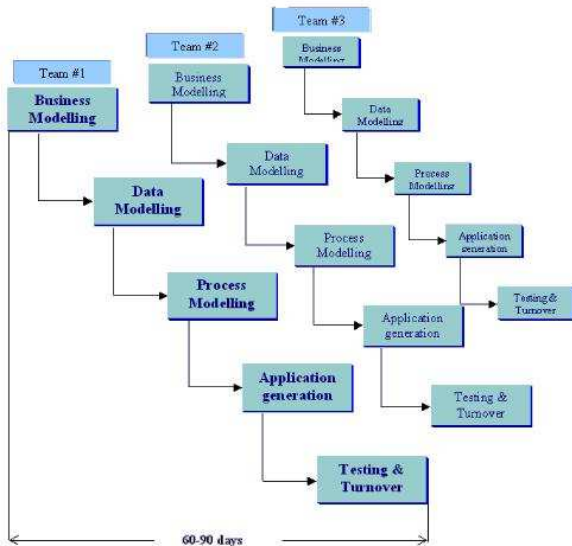 Team #1
Business
Modelling
Data
Modelling
Process
Modelling
Application
generation
Testing &
Turnover
Team #2
Business
Modelling
Data
Modelling
Process
Modelling
Application
generation
Testing &
Turnover
Team #3
Business
Modelling
Data
Modelling
Process
Modelling
Application
generation
Testing &
Turnover
60-90 days